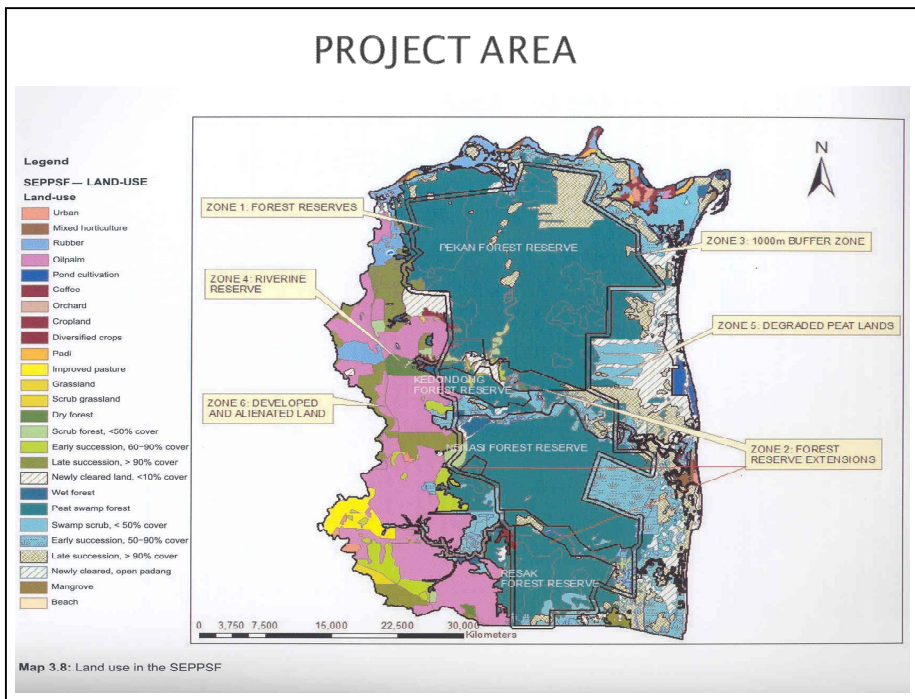 PROJECT AREA
Legend
SEPPSF — LAND-USE
Land-use
Urban
Mixed horticulture
Rubber
Oilpalm
Pond cultivation
Coffee
Orchard
Cropland
Diversified crops
Padi
Improved pasture
Grassland
Scrub grassland
Dry forest
Scrub forest, <50% cover
Early succession, 60-90% cover
Late succession, > 90% cover
Newly cleared land, <10% cover
Wet forest
Peat swamp forest
Swamp scrub, < 50% cover
Early succession, 50-90% cover
Late succession, > 90% cover
Newly cleared, open padang
Mangrove
Beach
N
ZONE 1: FOREST RESERVES
PEKAN FOREST RESERVE
ZONE 3: 1000m BUFFER ZONE
ZONE 4: RIVERINE
RESERVE
ZONE 5: DEGRADED PEAT LANDS
KEDONDONG
FOREST RESERVE
ZONE 6: DEVELOPED
AND ALIENATED LAND
NENASI FOREST RESERVE
ZONE 2: FOREST
RESERVE EXTENSIONS
RESAK
FOREST RESERVE
0 3,750 7,500 15,000 22,500 30,000
Kilometers
Map 3.8: Land use in the SEPPSF